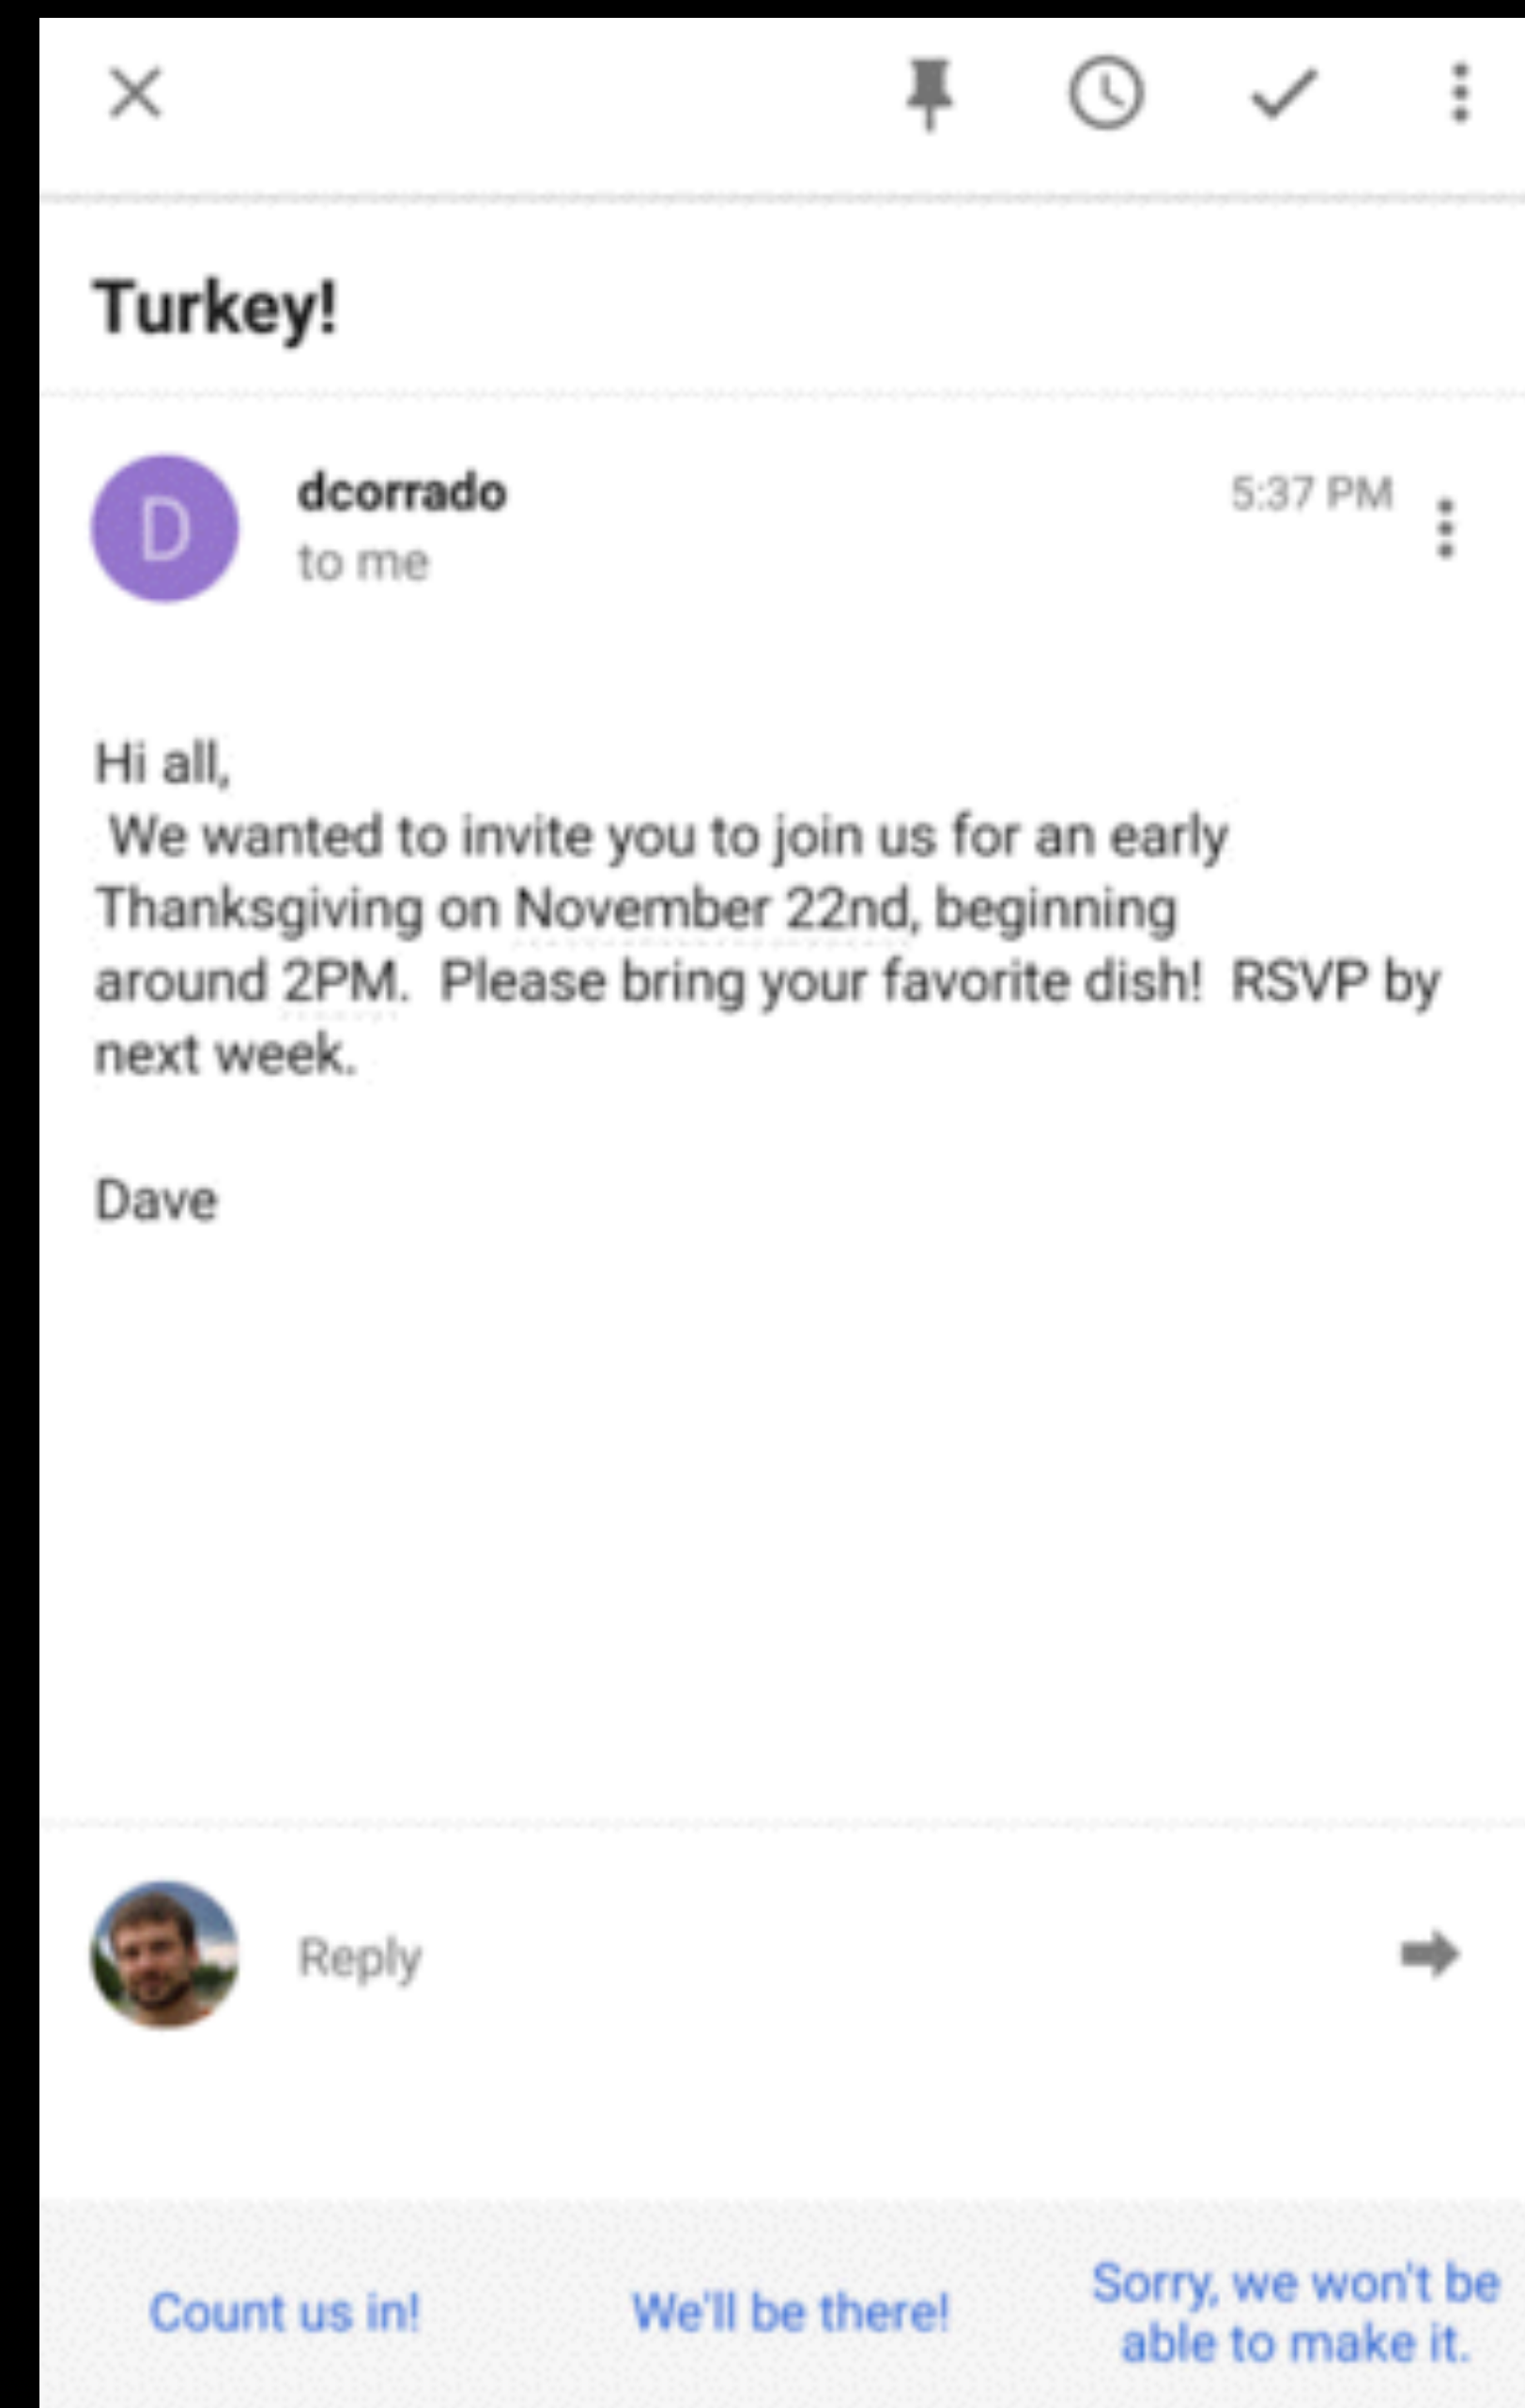 Turkey!
D
dcorrado
5:37 PM
to me
Hi all,
We wanted to invite you to join us for an early
Thanksgiving on November 22nd, beginning
around 2PM.  Please bring your favorite dish!  RSVP by
next week.
Dave
Reply
Count us in!
We'll be there!
Sorry, we won't be
able to make it.